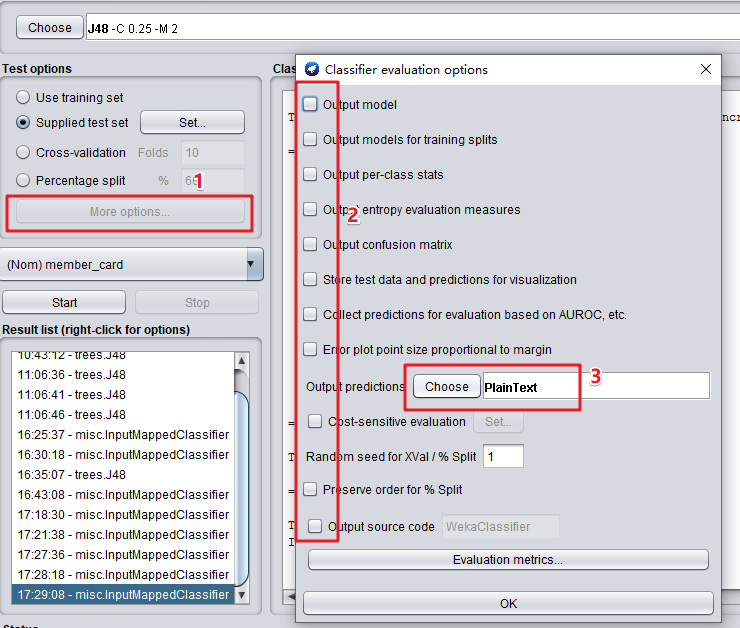 Choose J48 -C 0.25 -M 2
Test options
Use training set
Supplied test set Set...
Cross-validation Folds 10
Percentage split %
1
More options...
(Nom) member_card
Start Stop
Result list (right-click for options)
10:43:12 - trees.J48
11:06:36 - trees.J48
11:06:41 - trees.J48
11:06:46 - trees.J48
16:25:37 - misc.InputMappedClassifier
16:30:18 - misc.InputMappedClassifier
16:35:07 - trees.J48
16:43:08 - misc.InputMappedClassifier
17:18:30 - misc.InputMappedClassifier
17:21:38 - misc.InputMappedClassifier
17:27:36 - misc.InputMappedClassifier
17:28:18 - misc.InputMappedClassifier
17:29:08 - misc.InputMappedClassifier
Classifier evaluation options
Output model
Output models for training splits
Output per-class stats
Output entropy evaluation measures
2
Output confusion matrix
Store test data and predictions for visualization
Collect predictions for evaluation based on AUROC, etc.
Error plot point size proportional to margin
Output predictions Choose PlainText
3
Cost-sensitive evaluation Set...
Random seed for XVal / % Split 1
Preserve order for % Split
Output source code WekaClassifier
Evaluation metrics...
OK